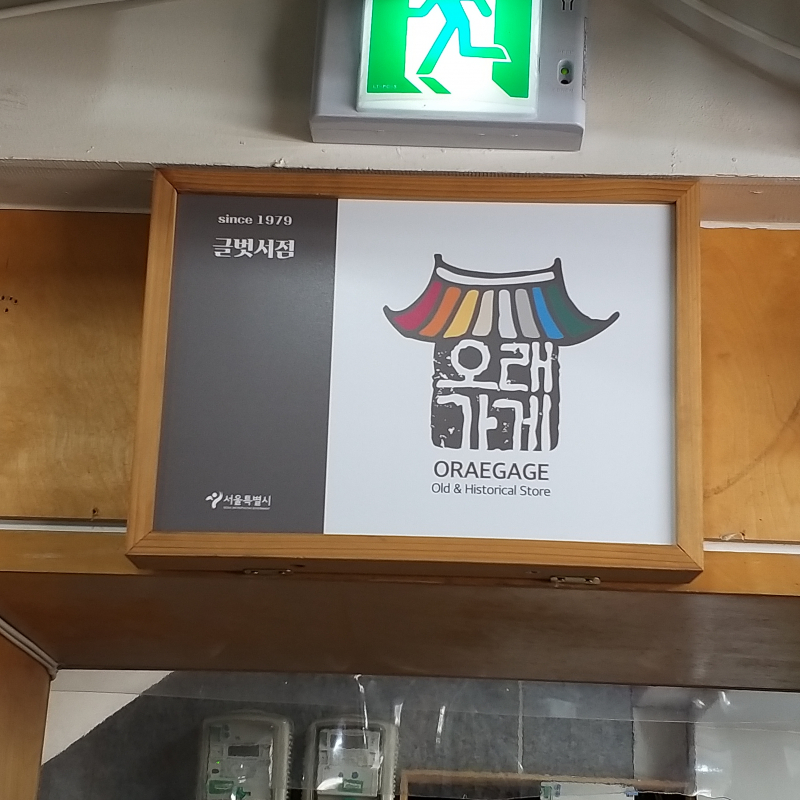 since 1979
글벗서점
서울특별시
오래
가게
ORAEGAGE
Old & Historical Store